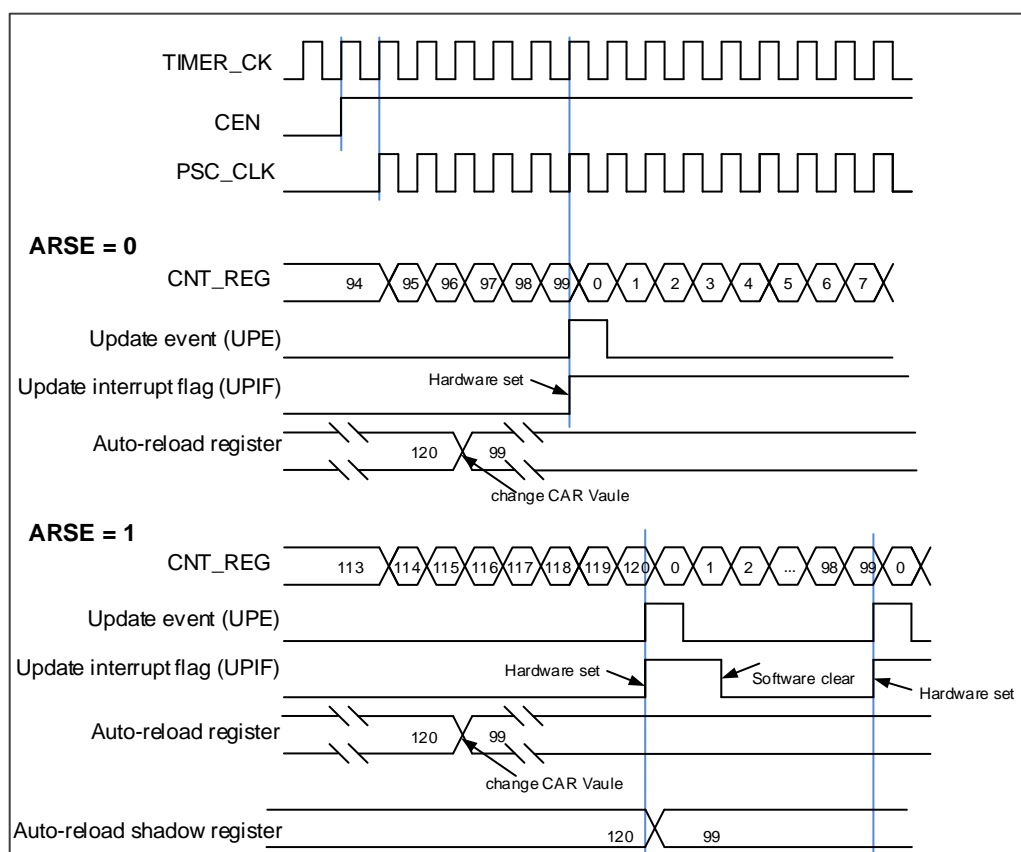 TIMER_CK
CEN
PSC_CLK
ARSE = 0
CNT_REG 94 95 96 97 98 99 0 1 2 3 4 5 6 7
Update event (UPE)
Update interrupt flag (UPIF) Hardware set
Auto-reload register 120 99
change CAR Vaule
ARSE = 1
CNT_REG 113 114 115 116 117 118 119 120 0 1 2 ... 98 99 0
Update event (UPE)
Update interrupt flag (UPIF) Hardware set Software clear Hardware set
Auto-reload register 120 99
change CAR Vaule
Auto-reload shadow register 120 99